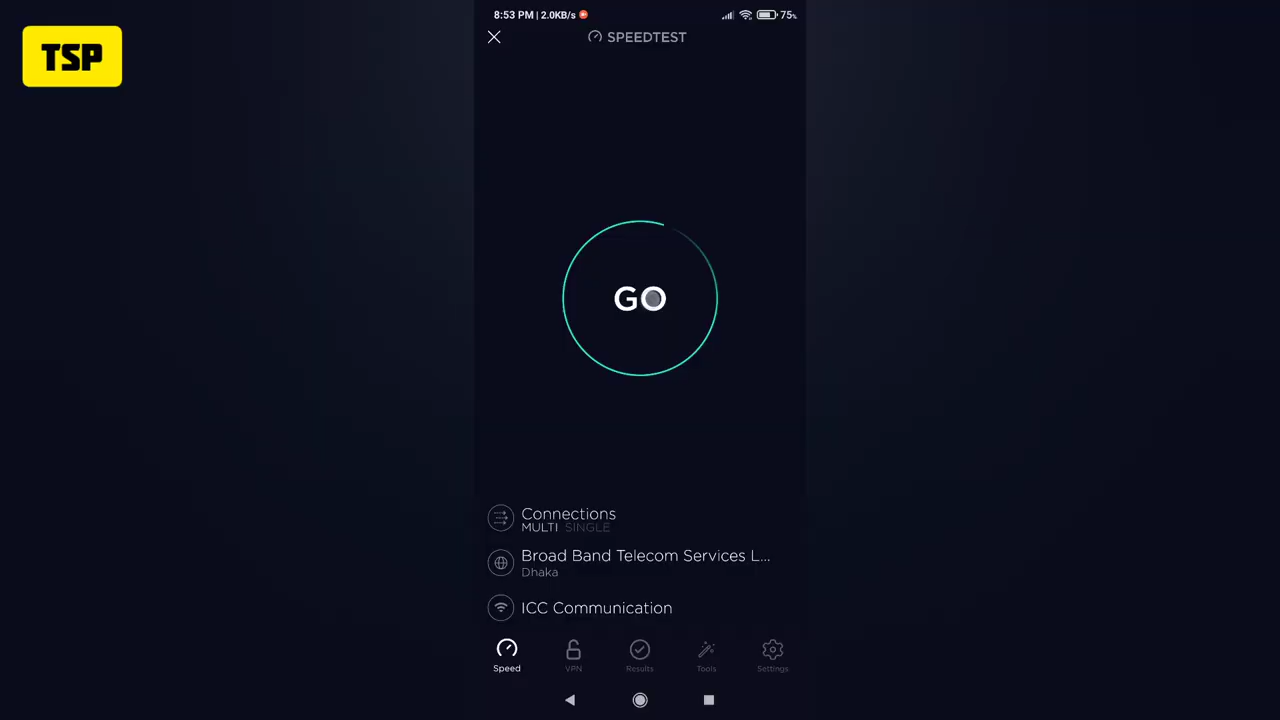 TSP
8:53 PM | 2.0KB/s
75%
SPEEDTEST
GO
Connections
MULTI SINGLE
Broad Band Telecom Services L...
Dhaka
ICC Communication
Speed VPN Results Tools Settings